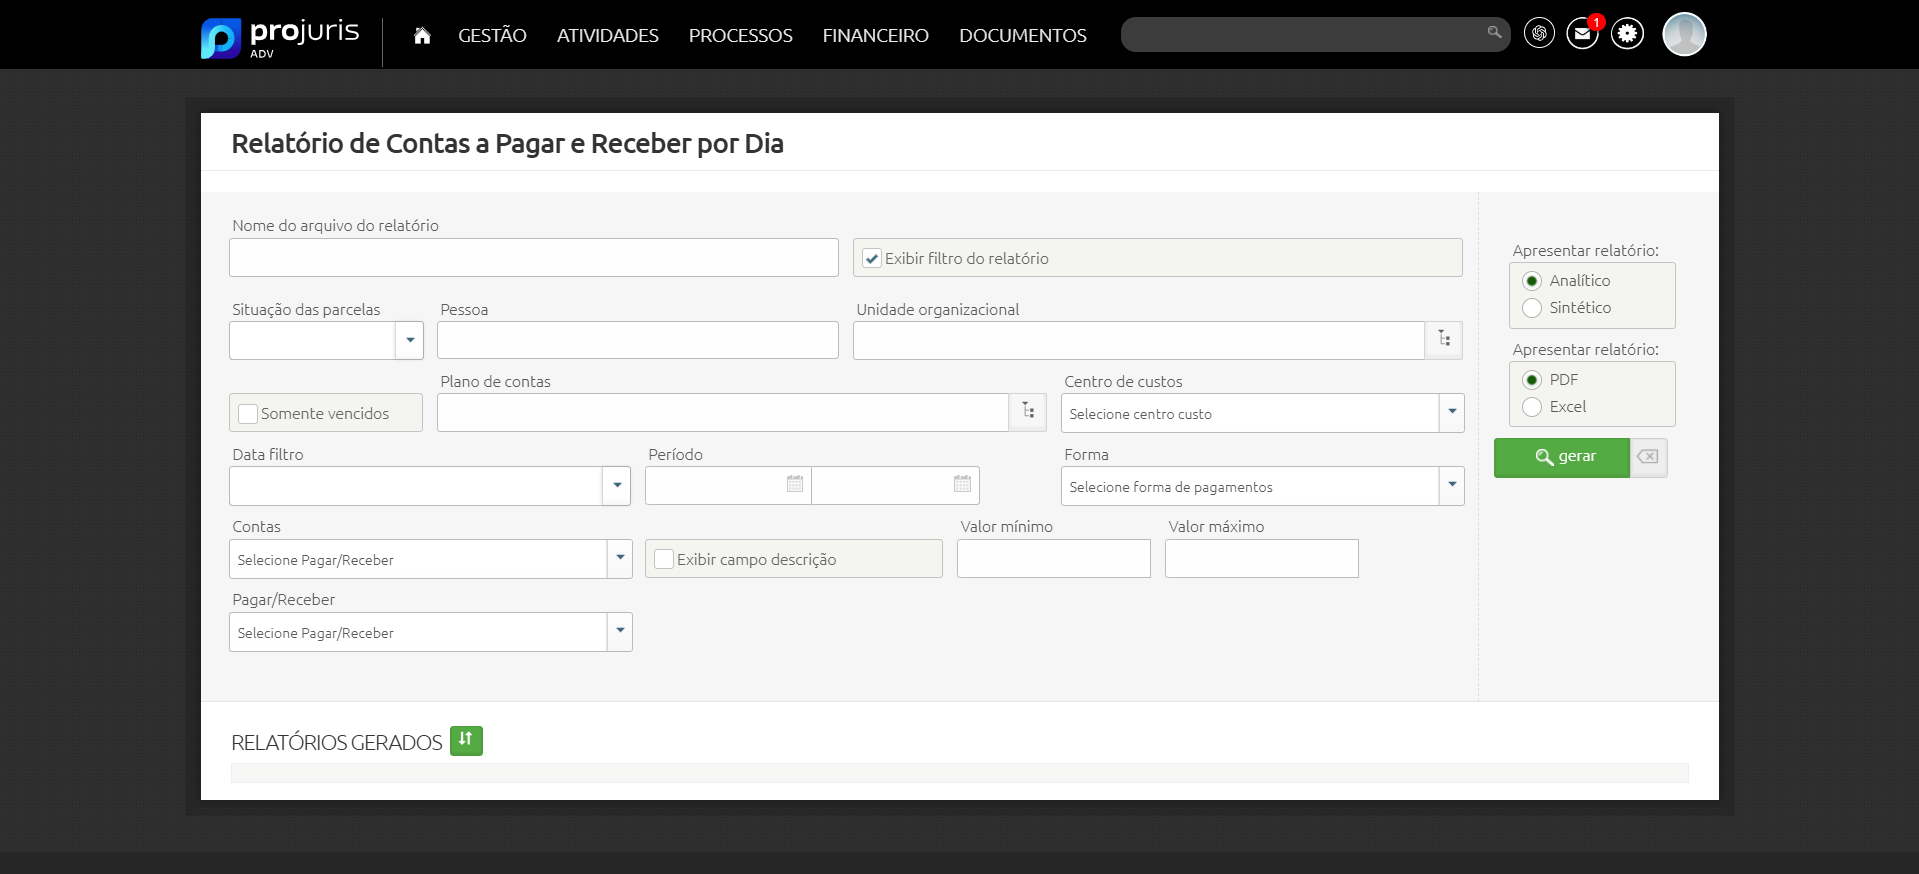 projuris
ADV
GESTÃO
ATIVIDADES
PROCESSOS
FINANCEIRO
DOCUMENTOS
1
Relatório de Contas a Pagar e Receber por Dia
Nome do arquivo do relatório
Exibir filtro do relatório
Situação das parcelas
Pessoa
Unidade organizacional
Somente vencidos
Plano de contas
Centro de custos
Selecione centro custo
Data filtro
Período
Forma
Selecione forma de pagamentos
Contas
Selecione Pagar/Receber
Exibir campo descrição
Valor mínimo
Valor máximo
Pagar/Receber
Selecione Pagar/Receber
Apresentar relatório:
Analítico
Sintético
Apresentar relatório:
PDF
Excel
gerar
RELATÓRIOS GERADOS